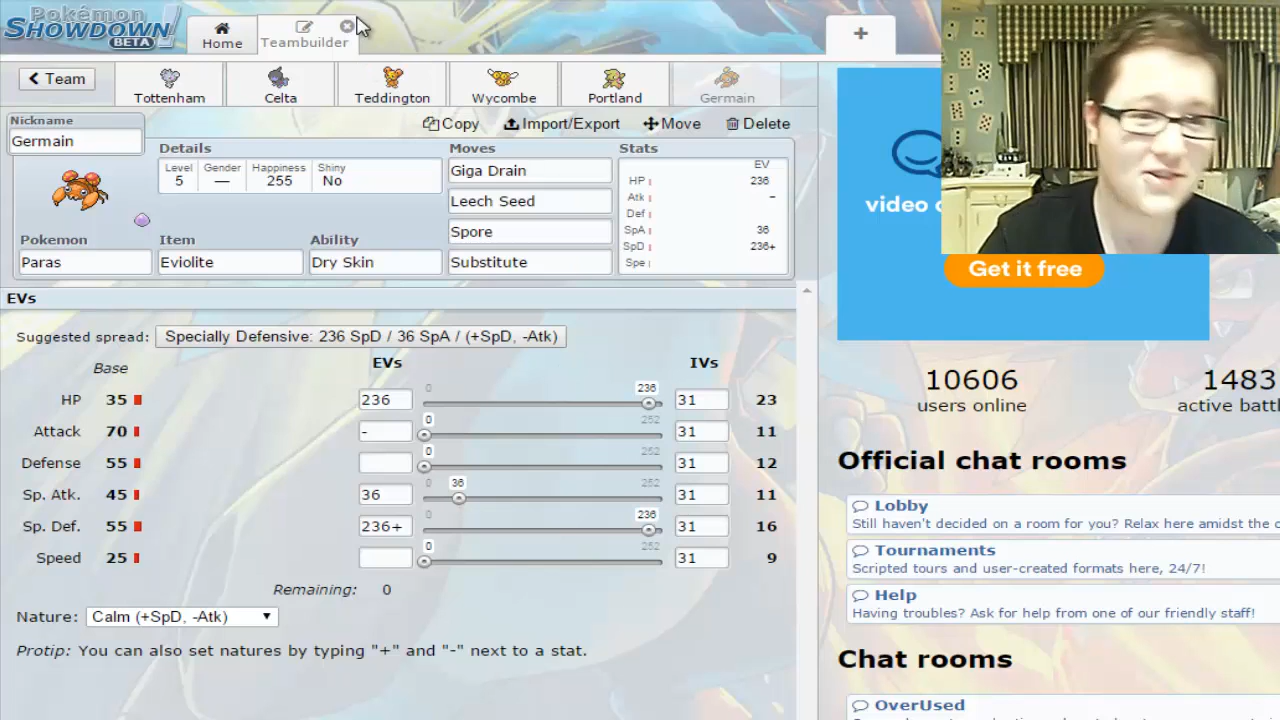 Pokémon
SHOWDOWN!
BETA
Home
Teambuilder
+
< Team
Tottenham
Celta
Teddington
Wycombe
Portland
Germain
Nickname
Germain
Copy
Import/Export
Move
Delete
Details
Level
5
Gender
—
Happiness
255
Shiny
No
Moves
Giga Drain
Leech Seed
Spore
Substitute
Stats
EV
HP 236
Atk -
Def
SpA 36
SpD 236+
Spe
Pokemon
Paras
Item
Eviolite
Ability
Dry Skin
EVs
Suggested spread: Specially Defensive: 236 SpD / 36 SpA / (+SpD, -Atk)
Base EVs IVs
HP 35 236 0 236 31 23
Attack 70 - 0 252 31 11
Defense 55 0 252 31 12
Sp. Atk. 45 36 0 36 252 31 11
Sp. Def. 55 236+ 0 236 31 16
Speed 25 0 252 31 9
Remaining: 0
Nature: Calm (+SpD, -Atk)
Protip: You can also set natures by typing "+" and "-" next to a stat.
video
Get it free
10606
users online
1483
active battl
Official chat rooms
Lobby
Still haven't decided on a room for you? Relax here amidst the c
Tournaments
Scripted tours and user-created formats here, 24/7!
Help
Having troubles? Ask for help from one of our friendly staff!
Chat rooms
OverUsed